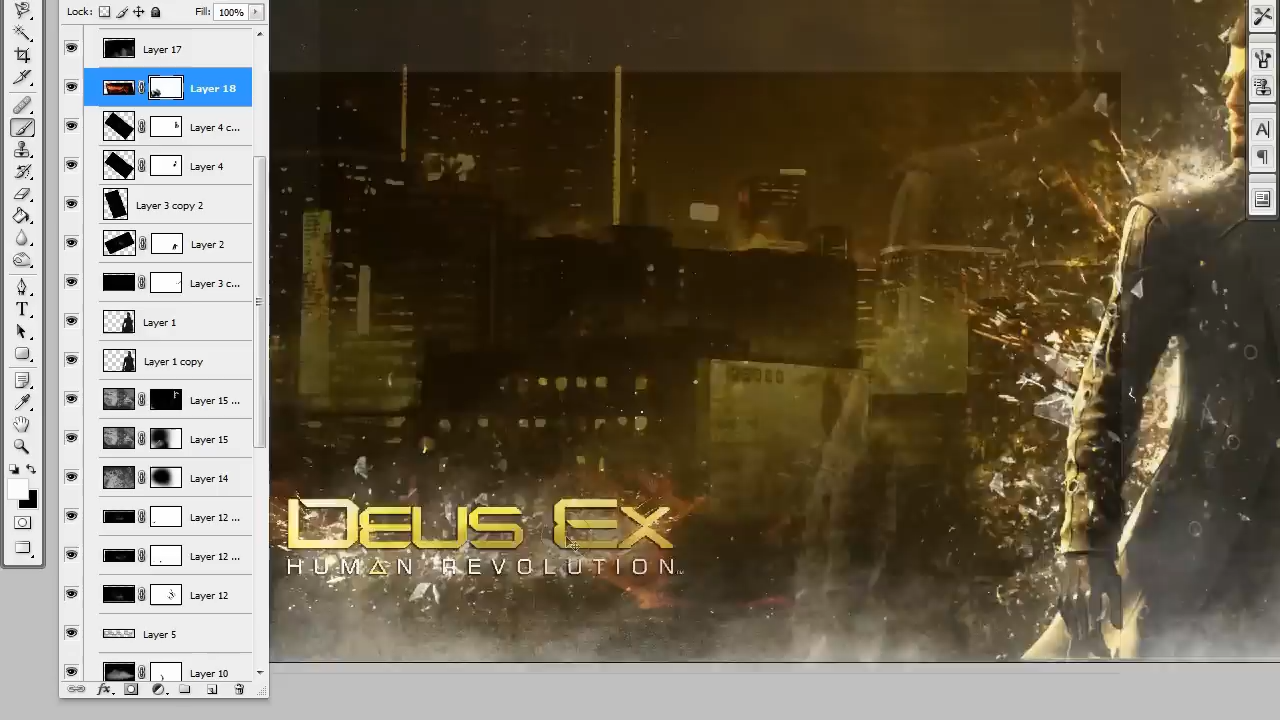 Lock:
Fill: 100%
Layer 17
Layer 18
Layer 4 c...
Layer 4
Layer 3 copy 2
Layer 2
Layer 3 c...
Layer 1
Layer 1 copy
Layer 15 ...
Layer 15
Layer 14
Layer 12 ...
Layer 12 ...
Layer 12
Layer 5
Layer 10
fx
DEUS EX
HUMAN REVOLUTION™